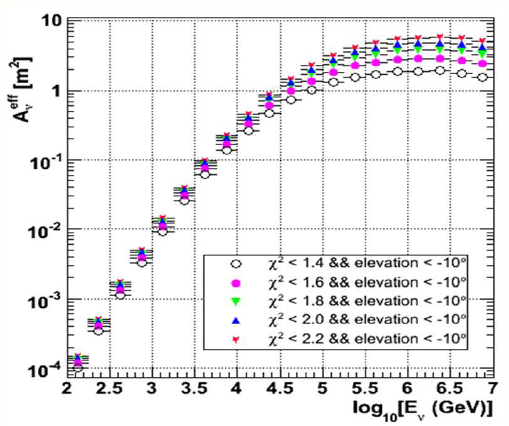 A_ν^eff [m²]
10
1
10⁻¹
10⁻²
10⁻³
10⁻⁴
χ² < 1.4 && elevation < -10°
χ² < 1.6 && elevation < -10°
χ² < 1.8 && elevation < -10°
χ² < 2.0 && elevation < -10°
χ² < 2.2 && elevation < -10°
2 2.5 3 3.5 4 4.5 5 5.5 6 6.5 7
log₁₀[E_ν (GeV)]